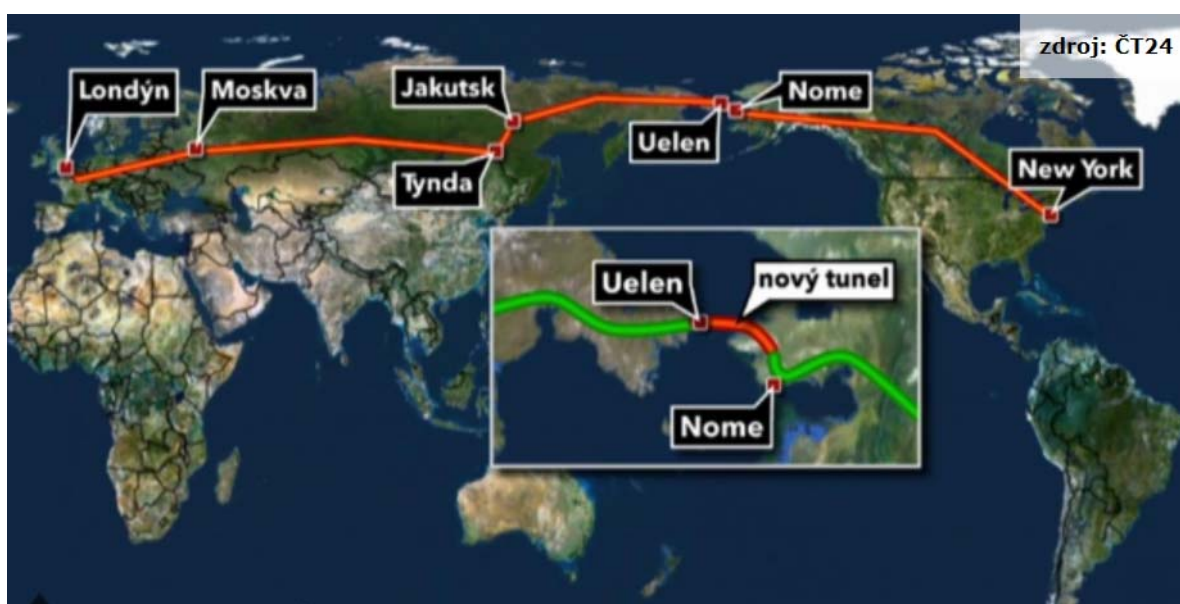 zdroj: ČT24
Londýn
Moskva
Jakutsk
Nome
Uelen
Tynda
New York
Uelen
nový tunel
Nome